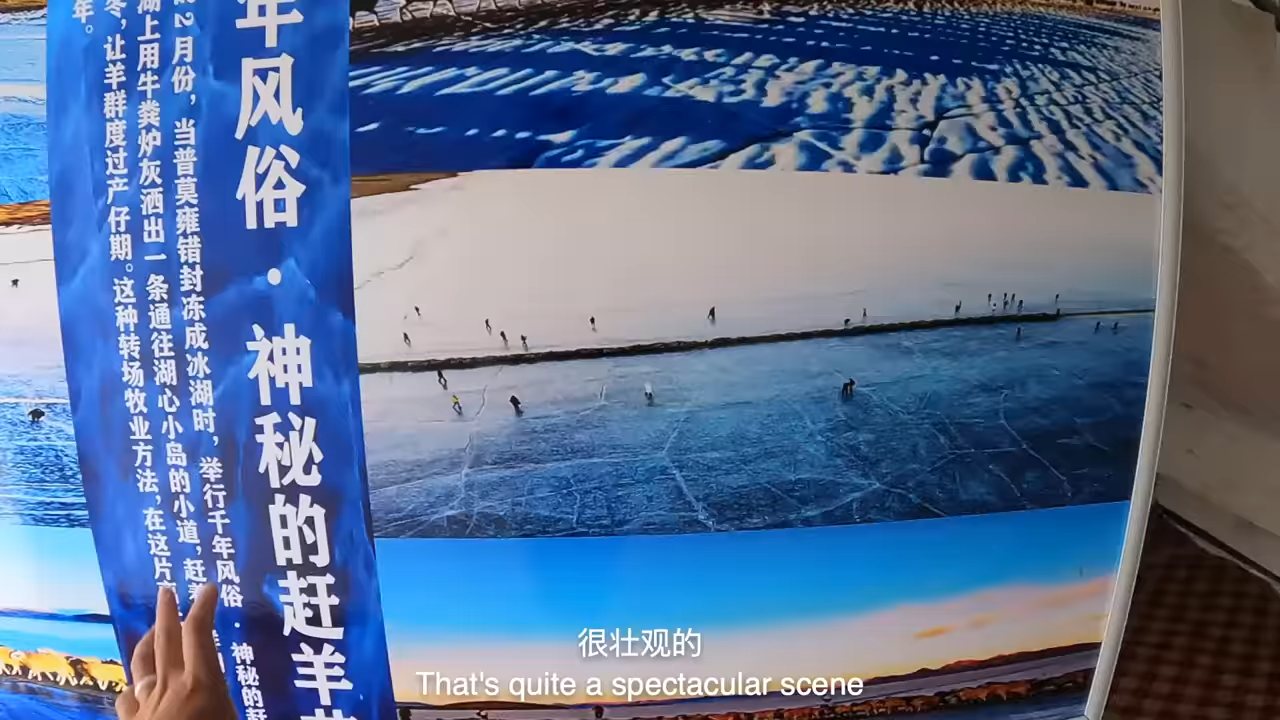 年风俗·神秘的赶羊
2月份，当普莫雍错封冻成冰湖时，举行千年风俗·神秘的赶
湖上用牛粪炉灰洒出一条通往湖心小岛的小道，赶
冬，让羊群度过产仔期。这种转场牧业方法，在这片
年。
很壮观的
That's quite a spectacular scene